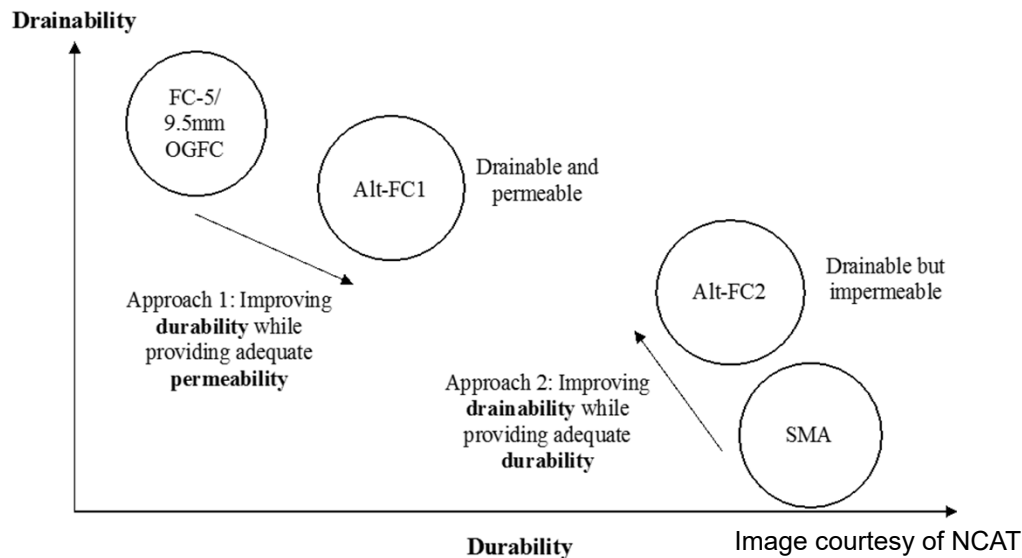 Drainability
FC-5/
9.5mm
OGFC
Alt-FC1
Drainable and
permeable
Approach 1: Improving
durability while
providing adequate
permeability
Alt-FC2
Drainable but
impermeable
Approach 2: Improving
drainability while
providing adequate
durability
SMA
Durability
Image courtesy of NCAT